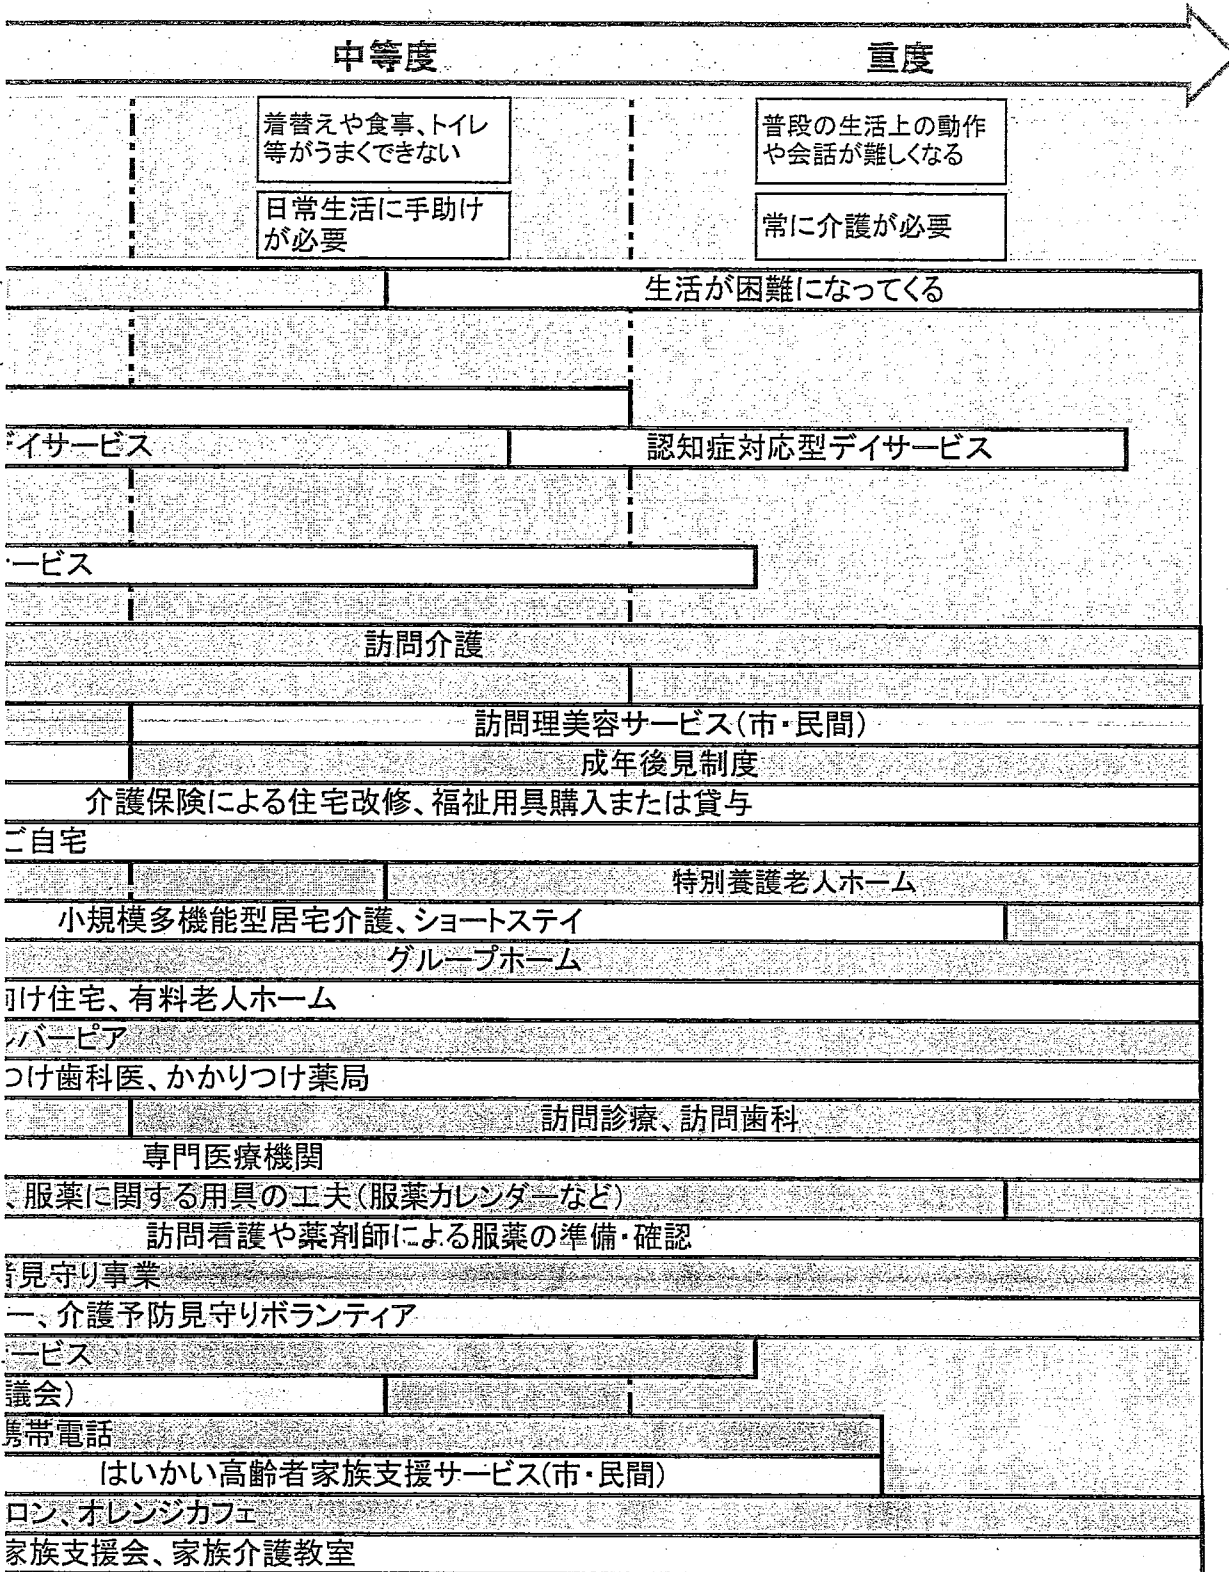 中等度 重度
着替えや食事、トイレ
等がうまくできない
普段の生活上の動作
や会話が難しくなる
日常生活に手助け
が必要
常に介護が必要
生活が困難になってくる
イサービス 認知症対応型デイサービス
ービス
訪問介護
訪問理美容サービス(市・民間)
成年後見制度
介護保険による住宅改修、福祉用具購入または貸与
ご自宅
特別養護老人ホーム
小規模多機能型居宅介護、ショートステイ
グループホーム
向け住宅、有料老人ホーム
ルバーピア
つけ歯科医、かかりつけ薬局
訪問診療、訪問歯科
専門医療機関
、服薬に関する用具の工夫(服薬カレンダーなど)
訪問看護や薬剤師による服薬の準備・確認
者見守り事業
ー、介護予防見守りボランティア
ービス
議会)
携帯電話
はいかい高齢者家族支援サービス(市・民間)
ロン、オレンジカフェ
家族支援会、家族介護教室